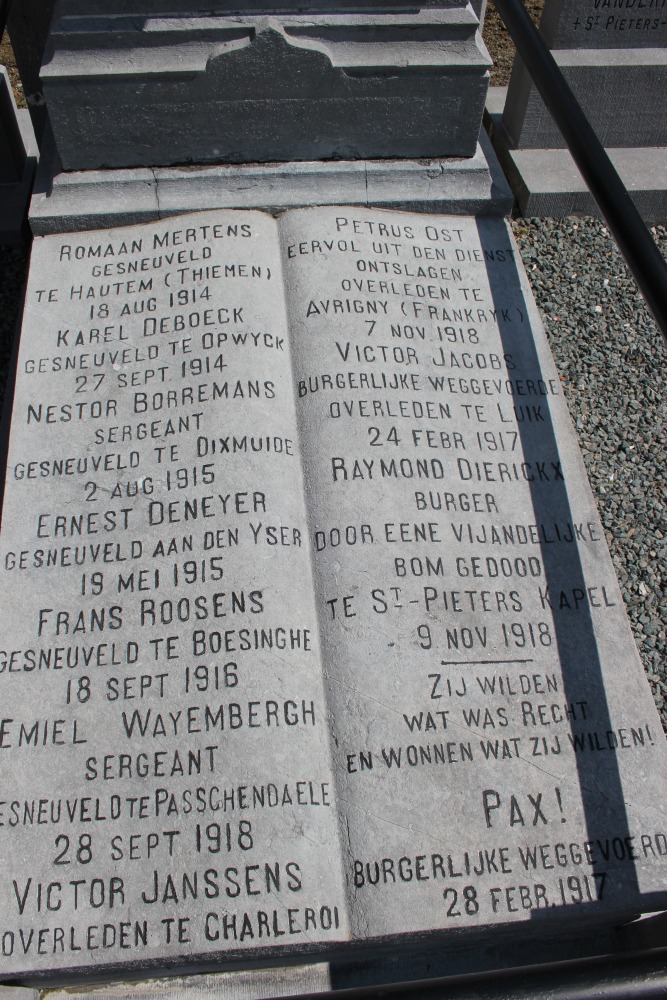 VANDER
+ ST PIETERS-
ROMAAN MERTENS
GESNEUVELD
TE HAUTEM (THIEMEN)
18 AUG 1914
KAREL DEBOECK
GESNEUVELD TE OPWYCK
27 SEPT. 1914
NESTOR BORREMANS
SERGEANT
GESNEUVELD TE DIXMUIDE
2 AUG 1915
ERNEST DENEYER
GESNEUVELD AAN DEN YSER
19 MEI 1915
FRANS ROOSENS
GESNEUVELD TE BOESINGHE
18 SEPT 1916
EMIEL WAYEMBERGH
SERGEANT
GESNEUVELD TE PASSCHENDAELE
28 SEPT 1918
VICTOR JANSSENS
OVERLEDEN TE CHARLEROI
PETRUS OST
EERVOL UIT DEN DIENST
ONTSLAGEN
OVERLEDEN TE
AVRIGNY (FRANKRYK)
7 NOV. 1918
VICTOR JACOBS
BURGERLIJKE WEGGEVOERDE
OVERLEDEN TE LUIK
24 FEBR 1917
RAYMOND DIERICKX
BURGER
DOOR EENE VIJANDELIJKE
BOM GEDOOD
TE ST-PIETERS KAPEL
9 NOV 1918
ZIJ WILDEN
WAT WAS RECHT
EN WONNEN WAT ZIJ WILDEN!
PAX!
BURGERLIJKE WEGGEVOERD
28 FEBR. 1917